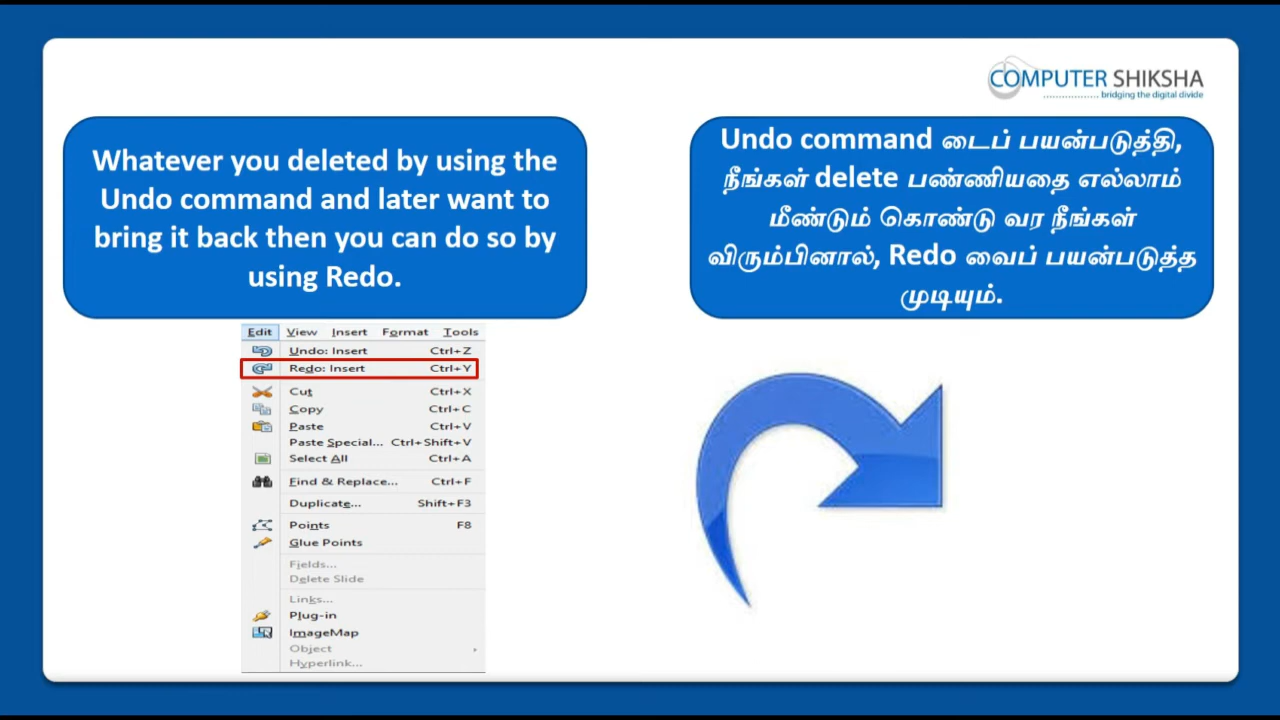 COMPUTER SHIKSHA
bridging the digital divide
Whatever you deleted by using the
Undo command and later want to
bring it back then you can do so by
using Redo.
Undo command டைப் பயன்படுத்தி,
நீங்கள் delete பண்ணியதை எல்லாம்
மீண்டும் கொண்டு வர நீங்கள்
விரும்பினால், Redo வைப் பயன்படுத்த
முடியும்.
Edit View Insert Format Tools
Undo: Insert Ctrl+Z
Redo: Insert Ctrl+Y
Cut Ctrl+X
Copy Ctrl+C
Paste Ctrl+V
Paste Special... Ctrl+Shift+V
Select All Ctrl+A
Find & Replace... Ctrl+F
Duplicate... Shift+F3
Points F8
Glue Points
Fields...
Delete Slide
Links...
Plug-in
ImageMap
Object
Hyperlink...